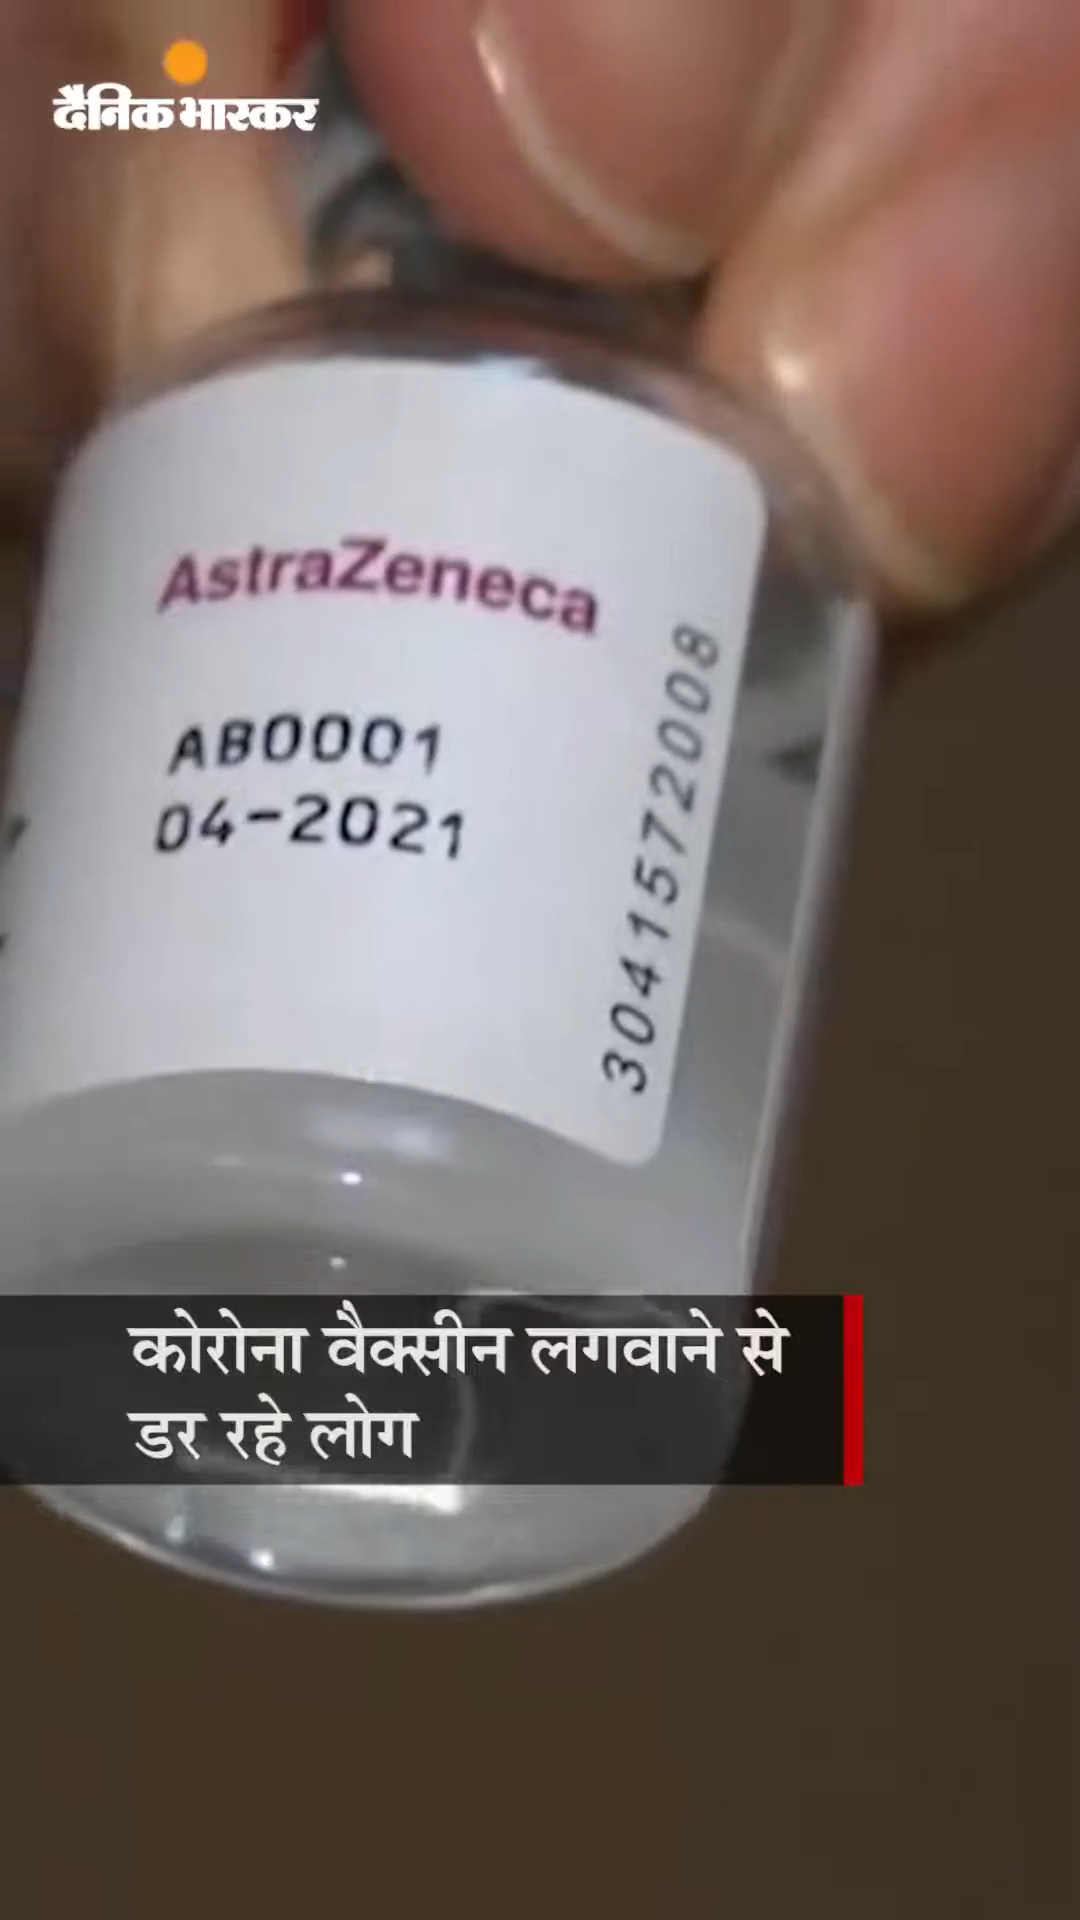 दैनिक भास्कर
AstraZeneca
AB0001
04-2021
3041572008
कोरोना वैक्सीन लगवाने से
डर रहे लोग